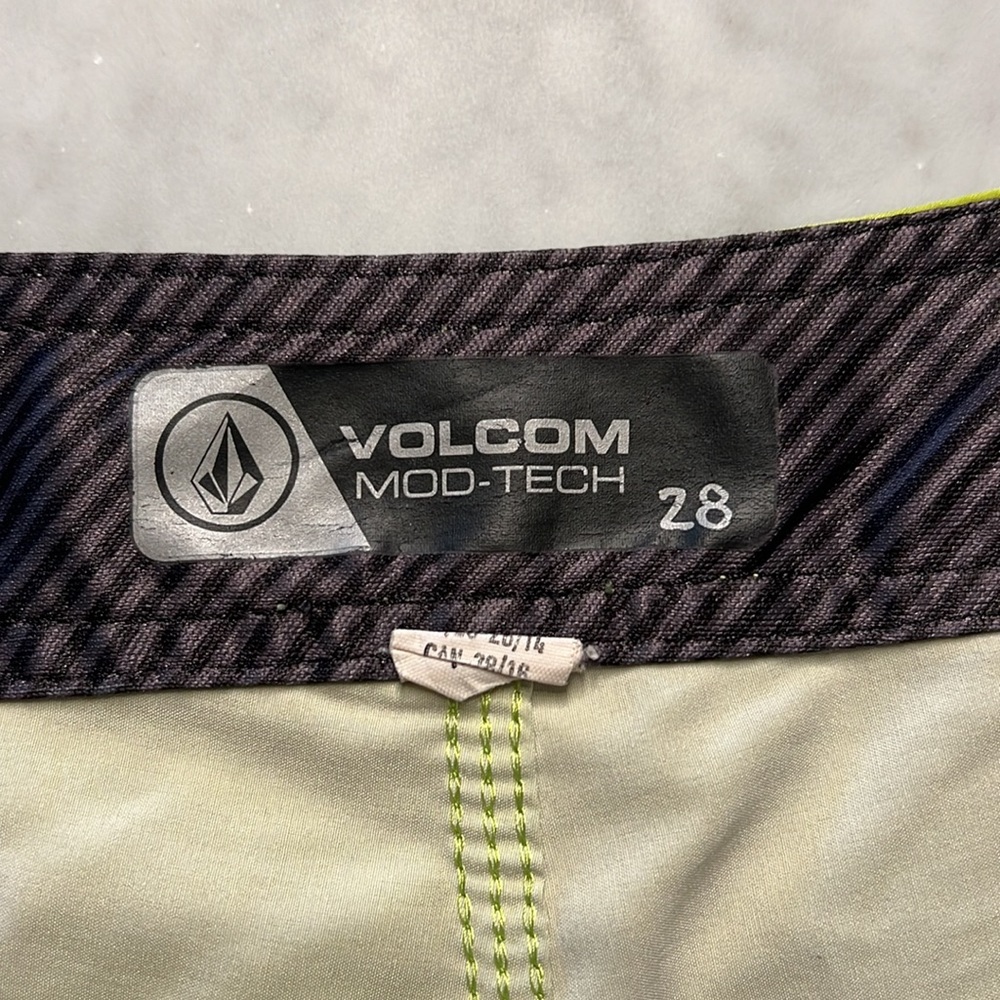 VOLCOM
MOD-TECH
28
CAN 28/16